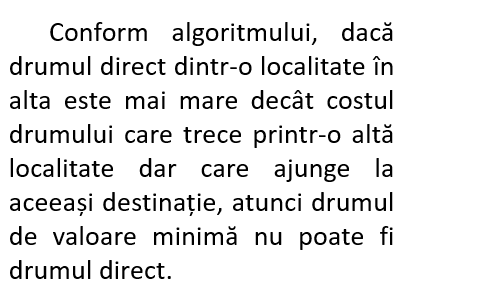 Conform algoritmului, dacă
drumul direct dintr-o localitate în
alta este mai mare decât costul
drumului care trece printr-o altă
localitate dar care ajunge la
aceeași destinație, atunci drumul
de valoare minimă nu poate fi
drumul direct.